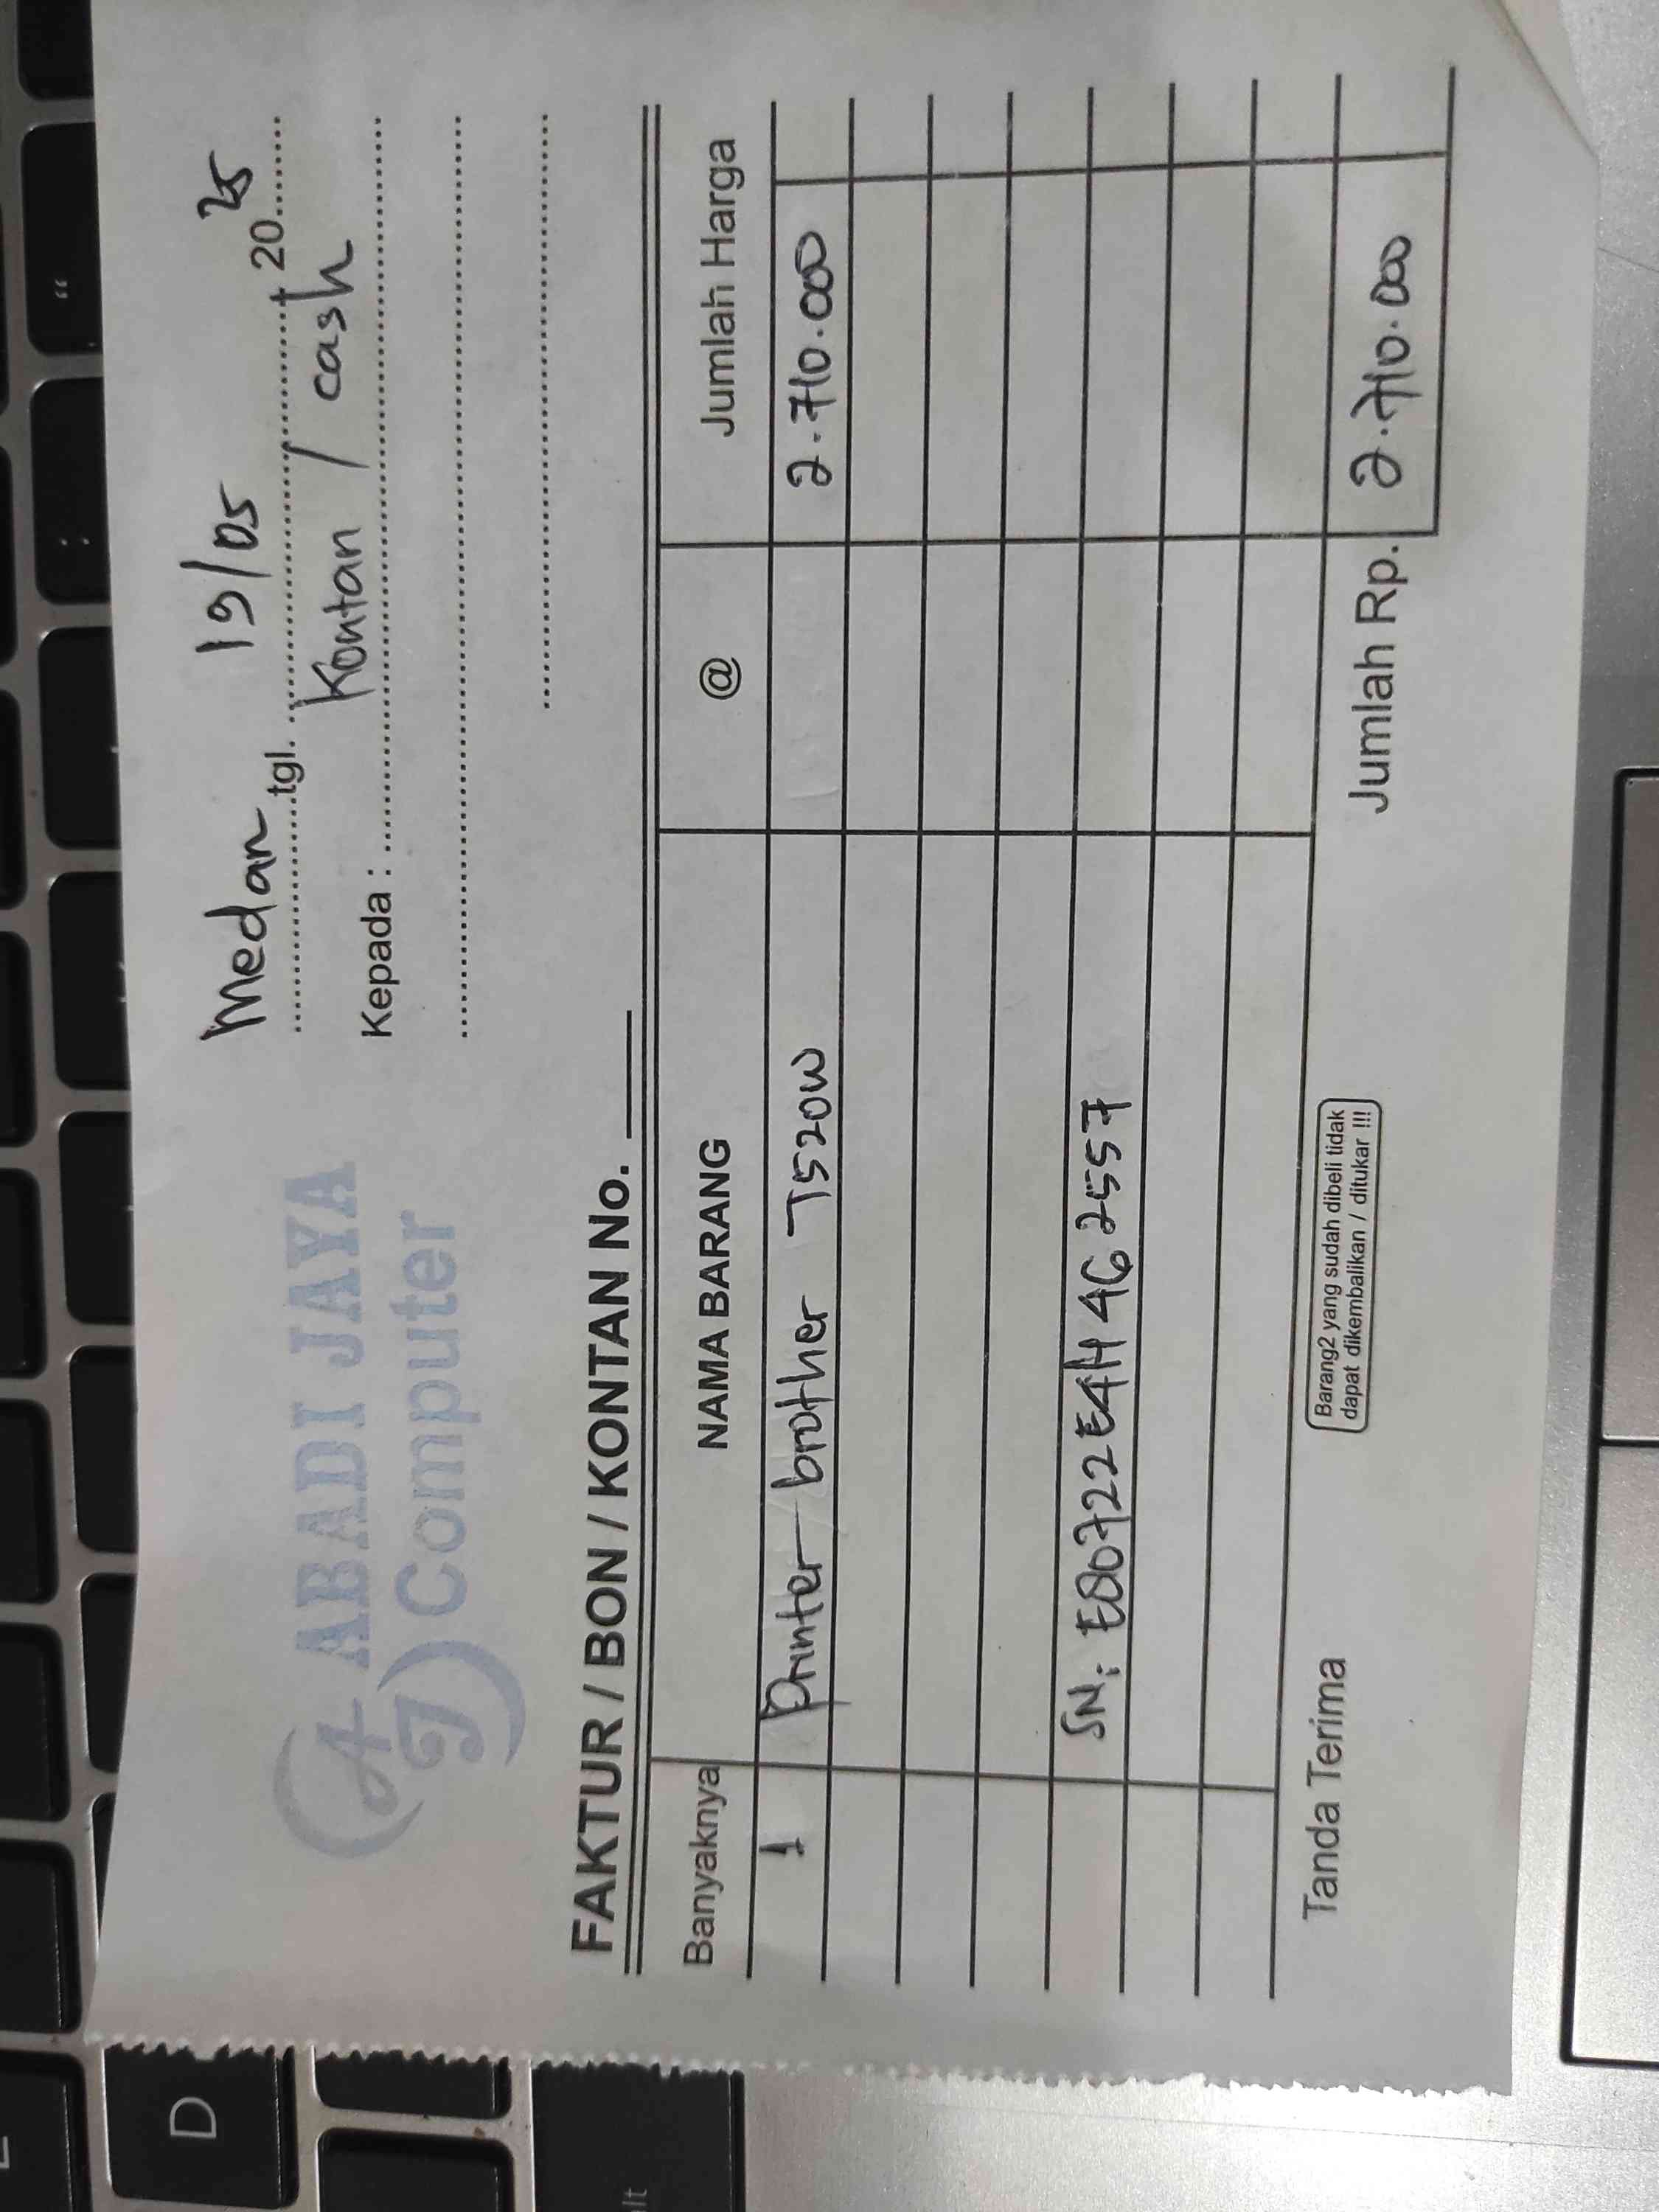 ABADI JAYA
AJ Computer
Medan tgl. 19/05 2025
Kepada : Kontan / cash
FAKTUR / BON / KONTAN No.
Banyaknya NAMA BARANG @ Jumlah Harga
1 Printer brother T520W 2.710.000
SN: E80722E4H4G2557
Jumlah Rp. 2.710.000
Tanda Terima
Barang2 yang sudah dibeli tidak
dapat dikembalikan / ditukar !!!
D